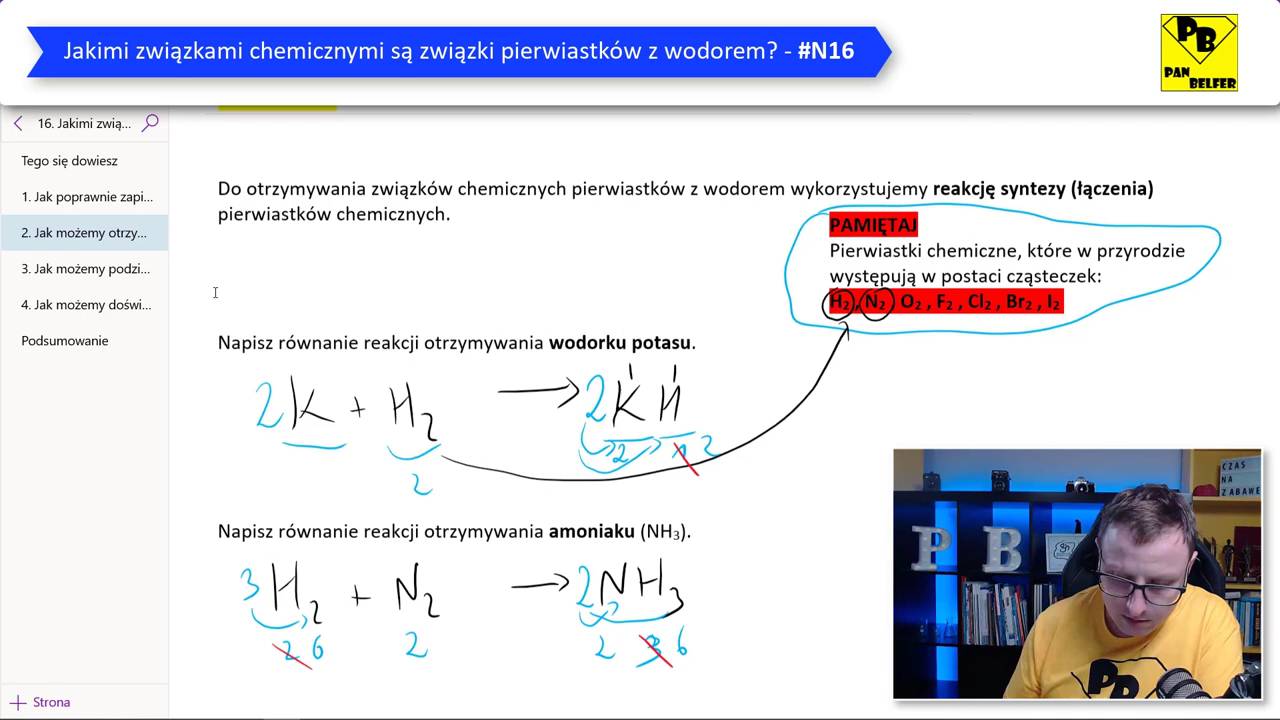 Jakimi związkami chemicznymi są związki pierwiastków z wodorem? - #N16
PB
PAN
BELFER
16. Jakimi zwią...
Tego się dowiesz
1. Jak poprawnie zapi...
2. Jak możemy otrzy...
3. Jak możemy podzi...
4. Jak możemy doświ...
Podsumowanie
Strona
Do otrzymywania związków chemicznych pierwiastków z wodorem wykorzystujemy reakcję syntezy (łączenia)
pierwiastków chemicznych.
PAMIĘTAJ
Pierwiastki chemiczne, które w przyrodzie
występują w postaci cząsteczek:
H₂, N₂ O₂ , F₂ , Cl₂ , Br₂ , I₂
Napisz równanie reakcji otrzymywania wodorku potasu.
I I
2K + H₂ → 2KH
2 1 2
2
Napisz równanie reakcji otrzymywania amoniaku (NH₃).
3H₂ + N₂ → 2NH₃
2 6 2 2 3 6
CZAS
NA
ZABAWĘ
P B
PB